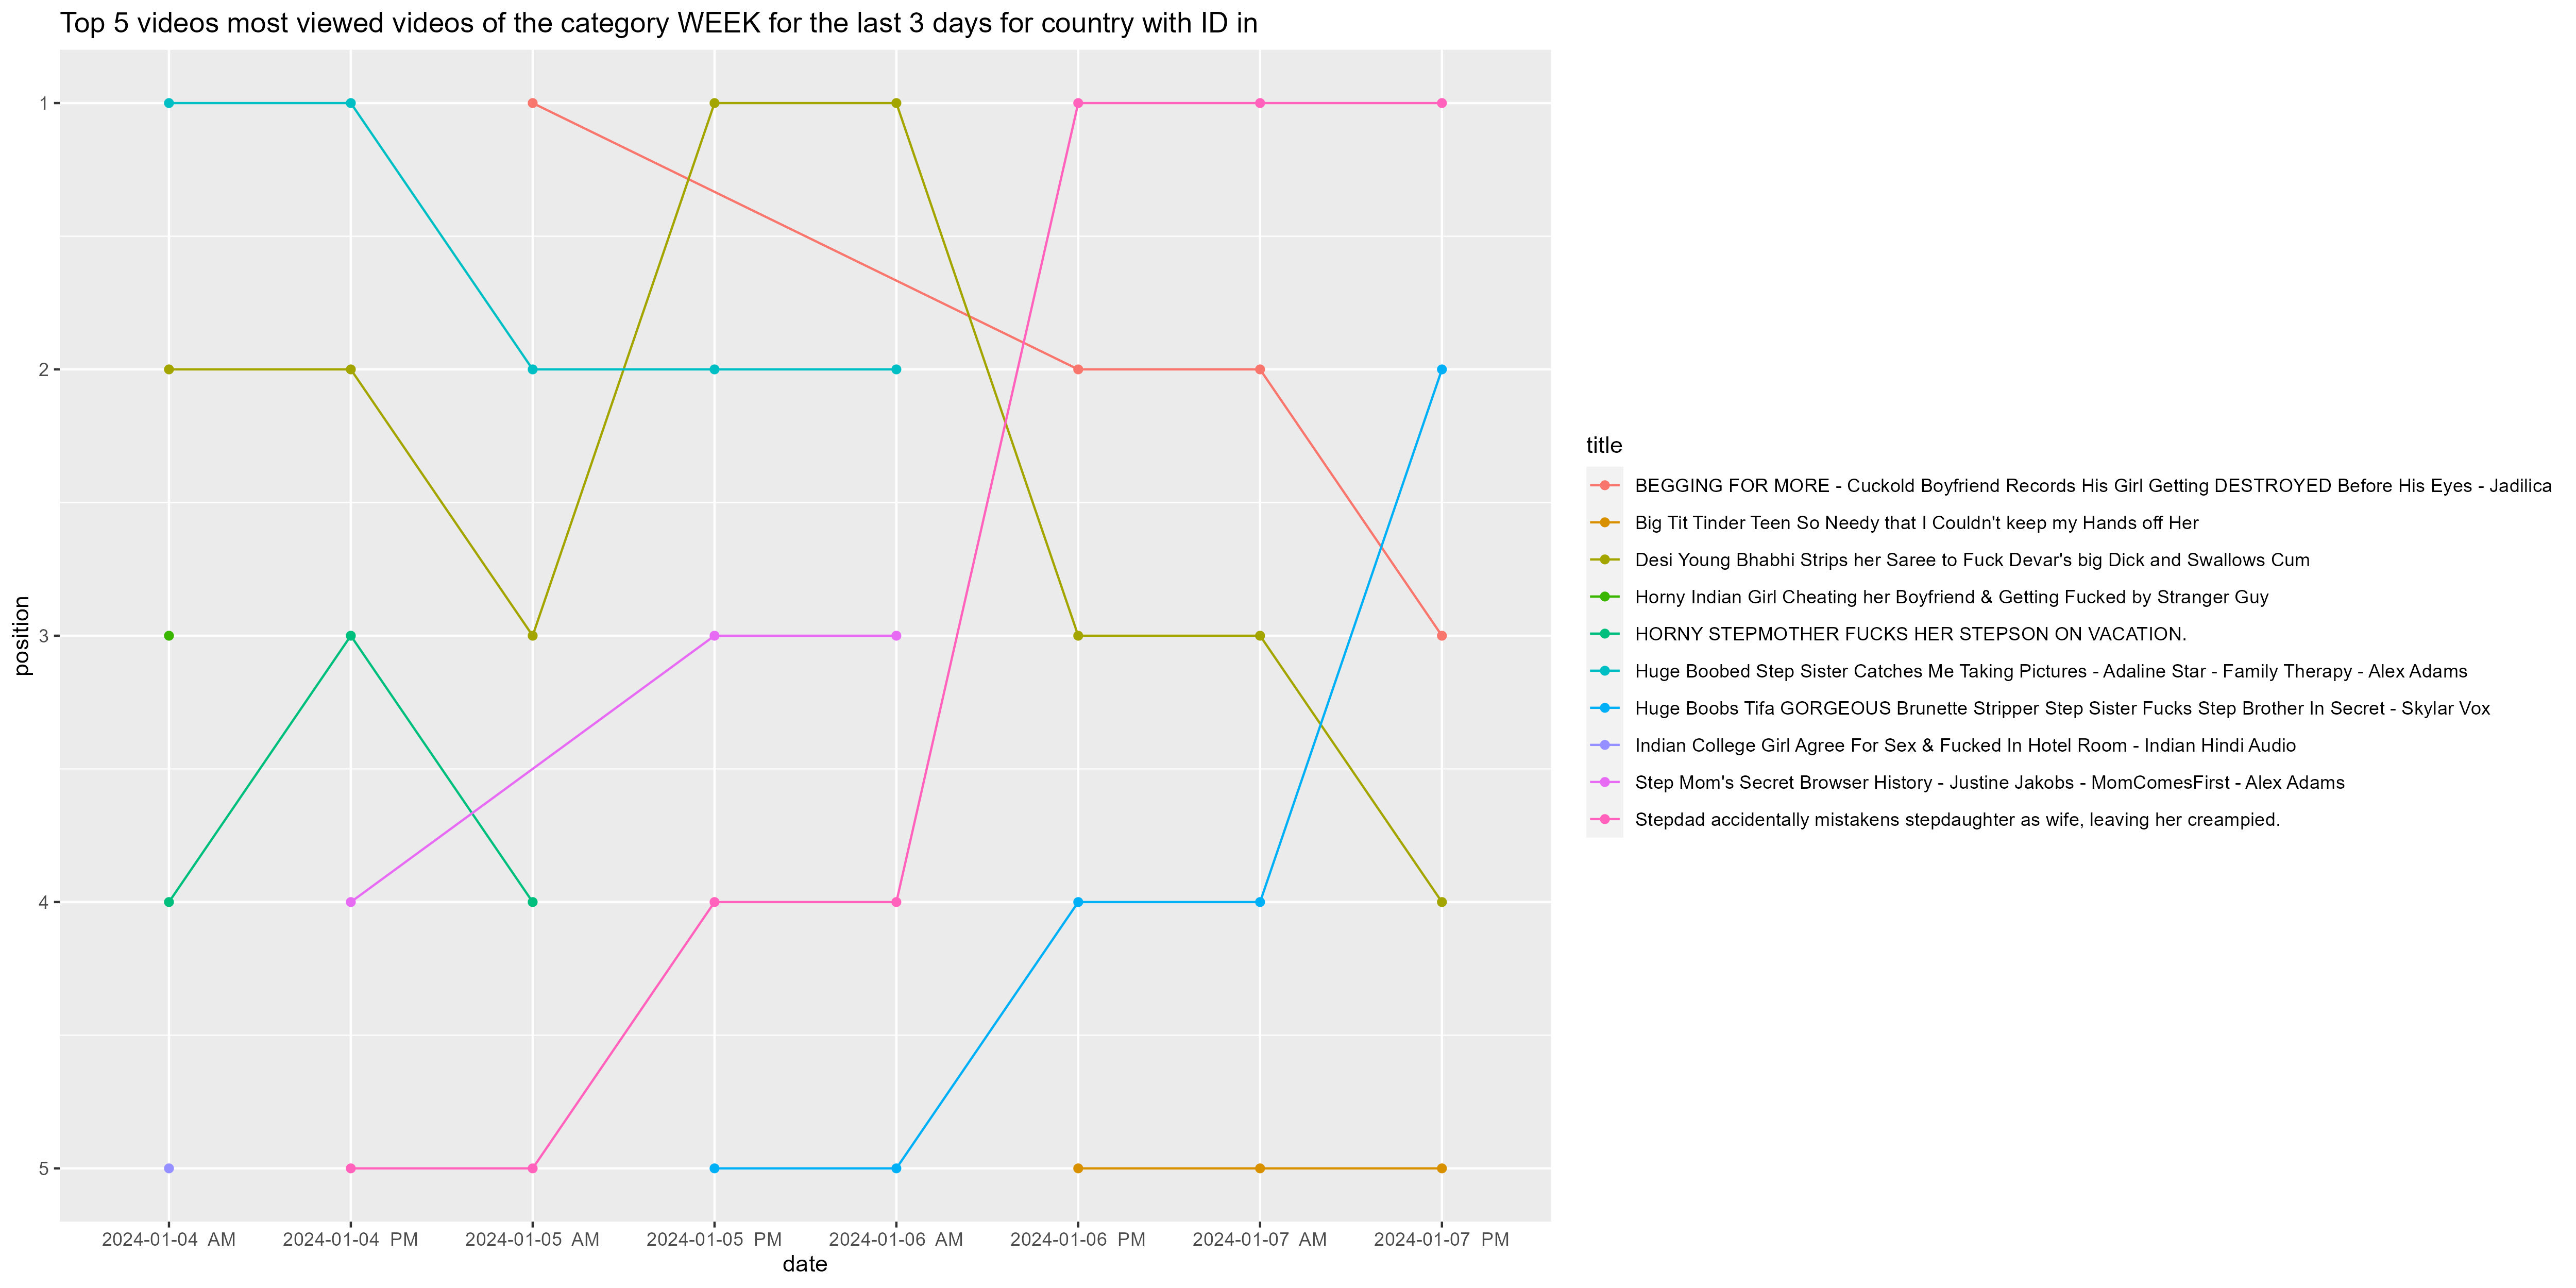 Top 5 videos most viewed videos of the category WEEK for the last 3 days for country with ID in
position
1
2
3
4
5
2024-01-04 AM
2024-01-04 PM
2024-01-05 AM
2024-01-05 PM
2024-01-06 AM
2024-01-06 PM
2024-01-07 AM
2024-01-07 PM
date
title
BEGGING FOR MORE - Cuckold Boyfriend Records His Girl Getting DESTROYED Before His Eyes - Jadilica
Big Tit Tinder Teen So Needy that I Couldn't keep my Hands off Her
Desi Young Bhabhi Strips her Saree to Fuck Devar's big Dick and Swallows Cum
Horny Indian Girl Cheating her Boyfriend & Getting Fucked by Stranger Guy
HORNY STEPMOTHER FUCKS HER STEPSON ON VACATION.
Huge Boobed Step Sister Catches Me Taking Pictures - Adaline Star - Family Therapy - Alex Adams
Huge Boobs Tifa GORGEOUS Brunette Stripper Step Sister Fucks Step Brother In Secret - Skylar Vox
Indian College Girl Agree For Sex & Fucked In Hotel Room - Indian Hindi Audio
Step Mom's Secret Browser History - Justine Jakobs - MomComesFirst - Alex Adams
Stepdad accidentally mistakens stepdaughter as wife, leaving her creampied.